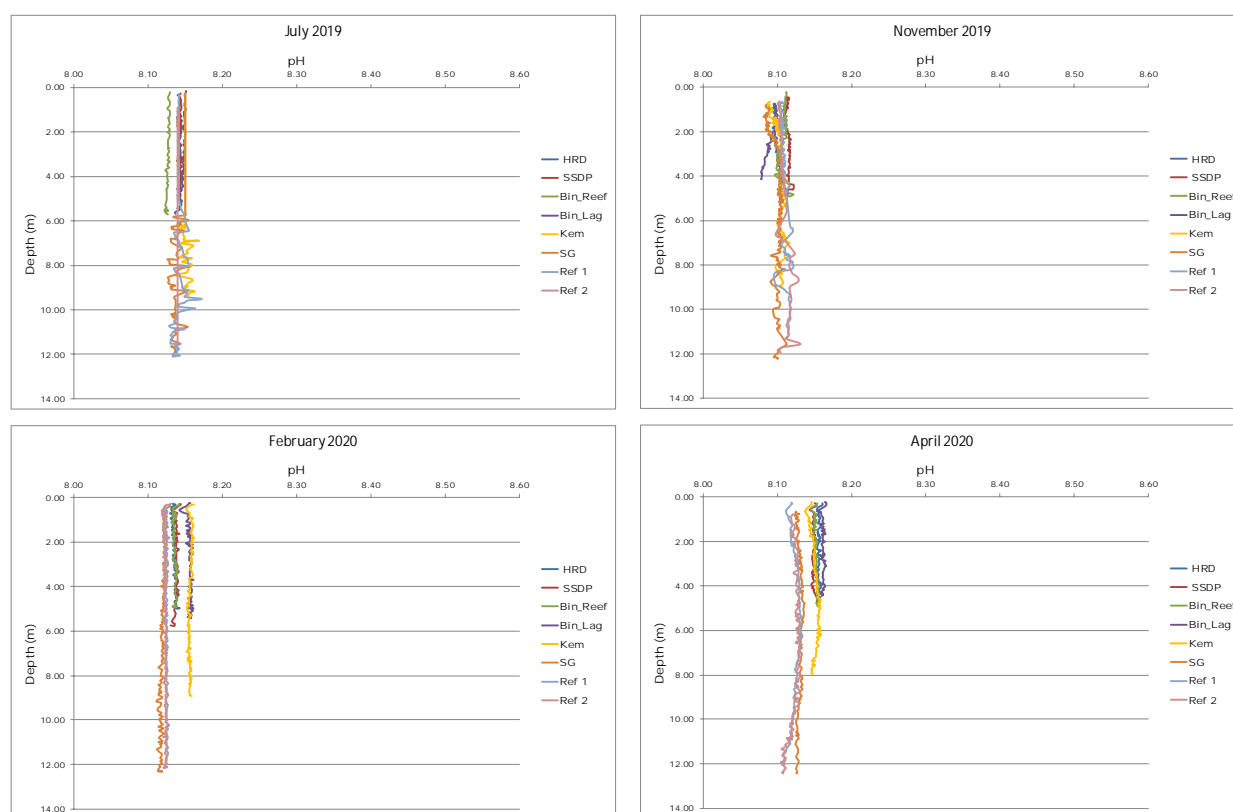 July 2019
pH
8.00 8.10 8.20 8.30 8.40 8.50 8.60
0.00
2.00
4.00
6.00
8.00
10.00
12.00
14.00
Depth (m)
HRD
SSDP
Bin_Reef
Bin_Lag
Kem
SG
Ref 1
Ref 2
November 2019
pH
8.00 8.10 8.20 8.30 8.40 8.50 8.60
0.00
2.00
4.00
6.00
8.00
10.00
12.00
14.00
Depth (m)
HRD
SSDP
Bin_Reef
Bin_Lag
Kem
SG
Ref 1
Ref 2
February 2020
pH
8.00 8.10 8.20 8.30 8.40 8.50 8.60
0.00
2.00
4.00
6.00
8.00
10.00
12.00
14.00
Depth (m)
HRD
SSDP
Bin_Reef
Bin_Lag
Kem
SG
Ref 1
Ref 2
April 2020
pH
8.00 8.10 8.20 8.30 8.40 8.50 8.60
0.00
2.00
4.00
6.00
8.00
10.00
12.00
14.00
Depth (m)
HRD
SSDP
Bin_Reef
Bin_Lag
Kem
SG
Ref 1
Ref 2